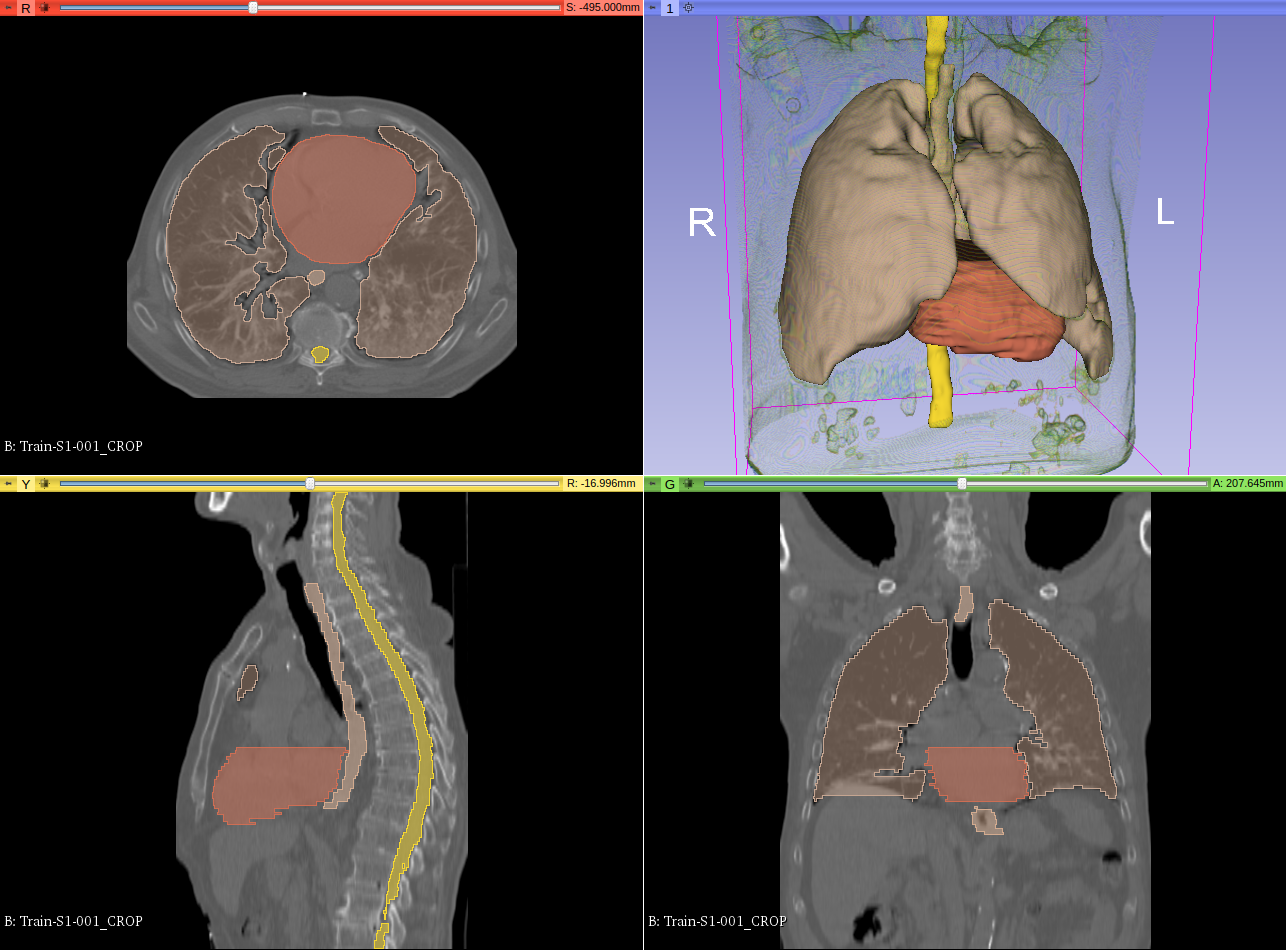 R
S: -495.000mm
1
R
L
B: Train-S1-001_CROP
Y
R: -16.996mm
G
A: 207.645mm
B: Train-S1-001_CROP
B: Train-S1-001_CROP